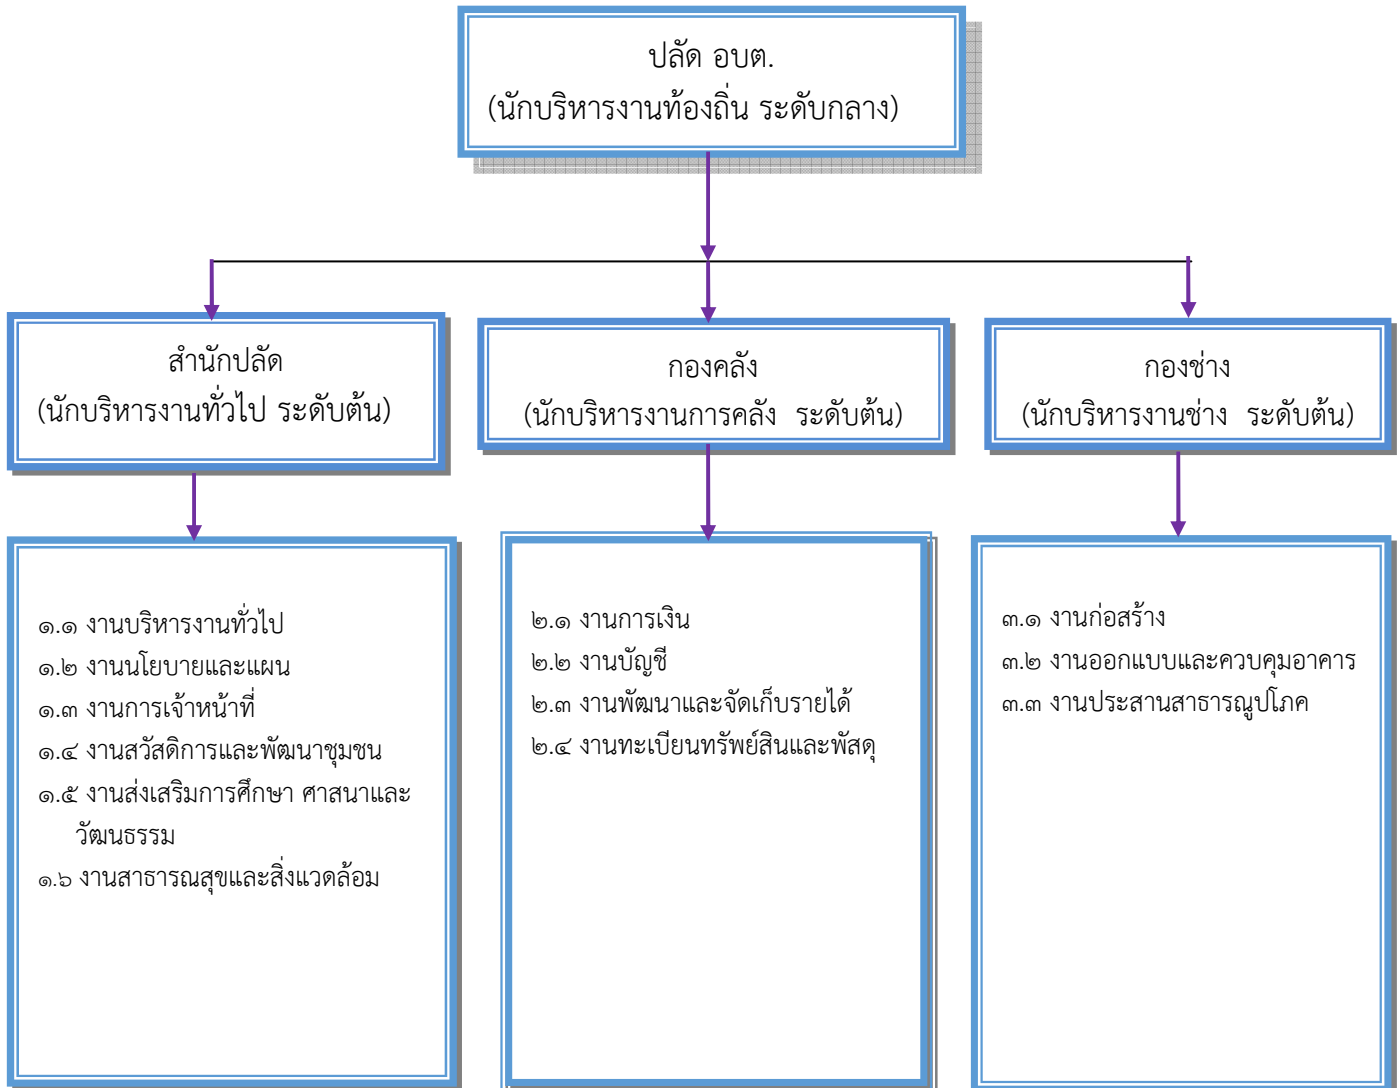 ปลัด อบต.
(นักบริหารงานท้องถิ่น ระดับกลาง)
สำนักปลัด
(นักบริหารงานทั่วไป ระดับต้น)
กองคลัง
(นักบริหารงานการคลัง ระดับต้น)
กองช่าง
(นักบริหารงานช่าง ระดับต้น)
๑.๑ งานบริหารงานทั่วไป
๑.๒ งานนโยบายและแผน
๑.๓ งานการเจ้าหน้าที่
๑.๔ งานสวัสดิการและพัฒนาชุมชน
๑.๕ งานส่งเสริมการศึกษา ศาสนาและ
วัฒนธรรม
๑.๖ งานสาธารณสุขและสิ่งแวดล้อม
๒.๑ งานการเงิน
๒.๒ งานบัญชี
๒.๓ งานพัฒนาและจัดเก็บรายได้
๒.๔ งานทะเบียนทรัพย์สินและพัสดุ
๓.๑ งานก่อสร้าง
๓.๒ งานออกแบบและควบคุมอาคาร
๓.๓ งานประสานสาธารณูปโภค